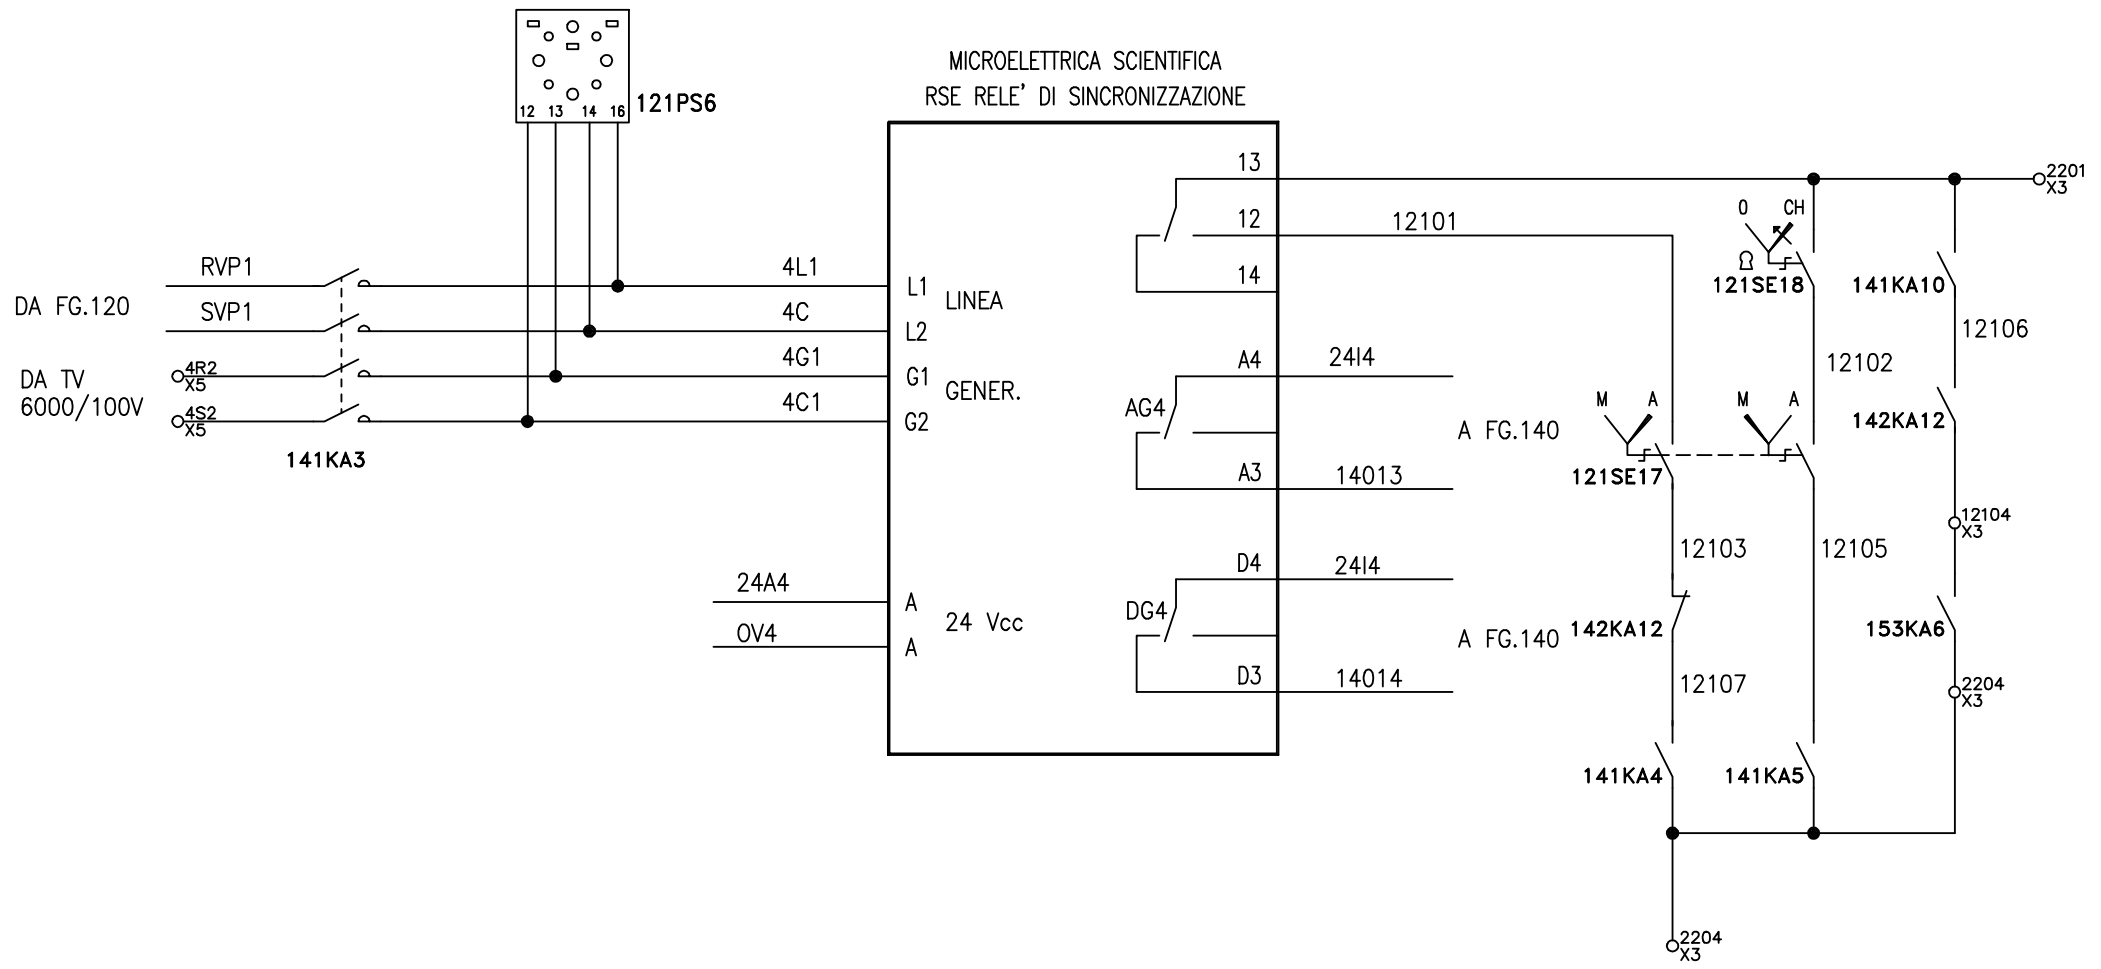 121PS6
12 13 14 16
MICROELETTRICA SCIENTIFICA
RSE RELE' DI SINCRONIZZAZIONE
DA FG.120
RVP1
SVP1
DA TV
6000/100V
4R2
X5
4S2
X5
141KA3
4L1
4C
4G1
4C1
L1
L2
LINEA
G1
G2
GENER.
24A4
0V4
A
A
24 Vcc
13
12
14
A4
AG4
A3
D4
DG4
D3
12101
24I4
A FG.140
14013
24I4
A FG.140
14014
2201
X3
0 CH
121SE18
141KA10
12106
12102
142KA12
M A
M A
121SE17
12104
X3
12103
12105
142KA12
153KA6
12107
2204
X3
141KA4
141KA5
2204
X3